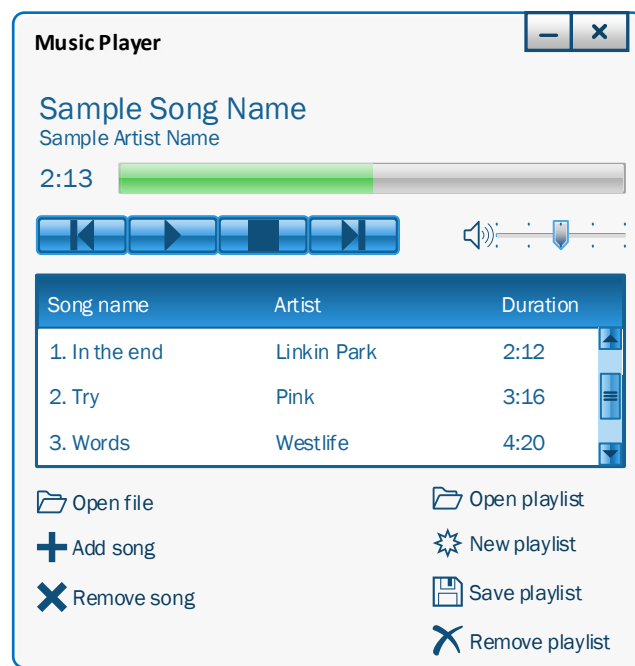 Music Player
Sample Song Name
Sample Artist Name
2:13
Song name Artist Duration
1. In the end Linkin Park 2:12
2. Try Pink 3:16
3. Words Westlife 4:20
Open file
Add song
Remove song
Open playlist
New playlist
Save playlist
Remove playlist